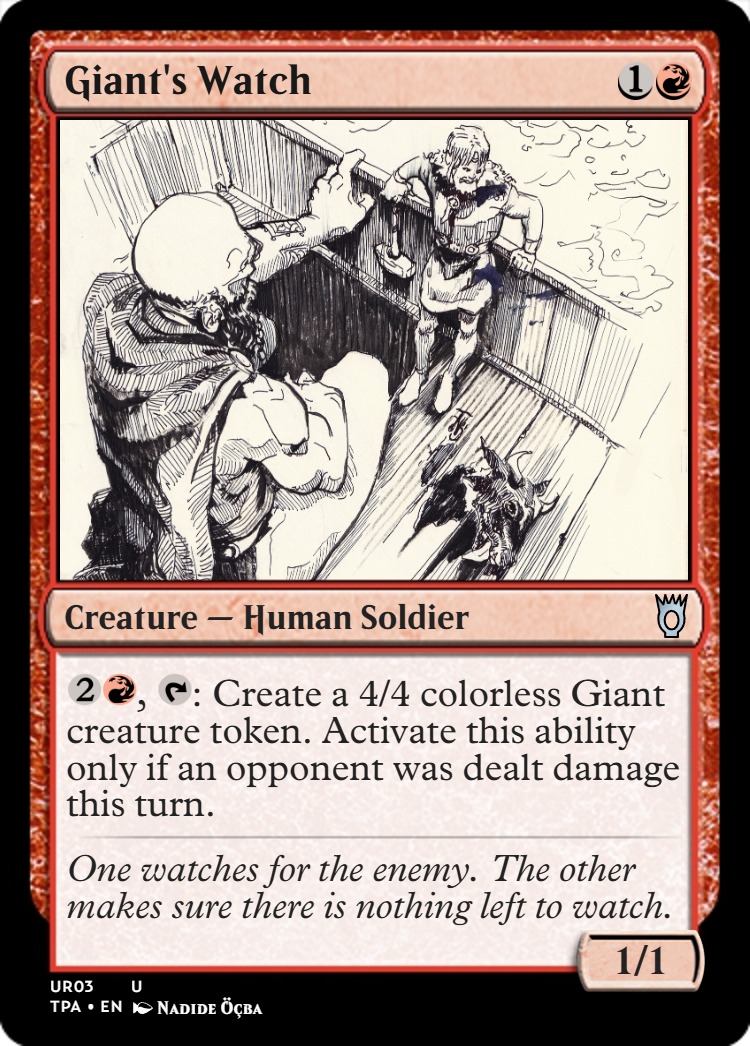 Giant's Watch 1
Creature — Human Soldier
2, : Create a 4/4 colorless Giant
creature token. Activate this ability
only if an opponent was dealt damage
this turn.
One watches for the enemy. The other
makes sure there is nothing left to watch.
1/1
UR03 U
TPA • EN NADIDE ÖÇBA